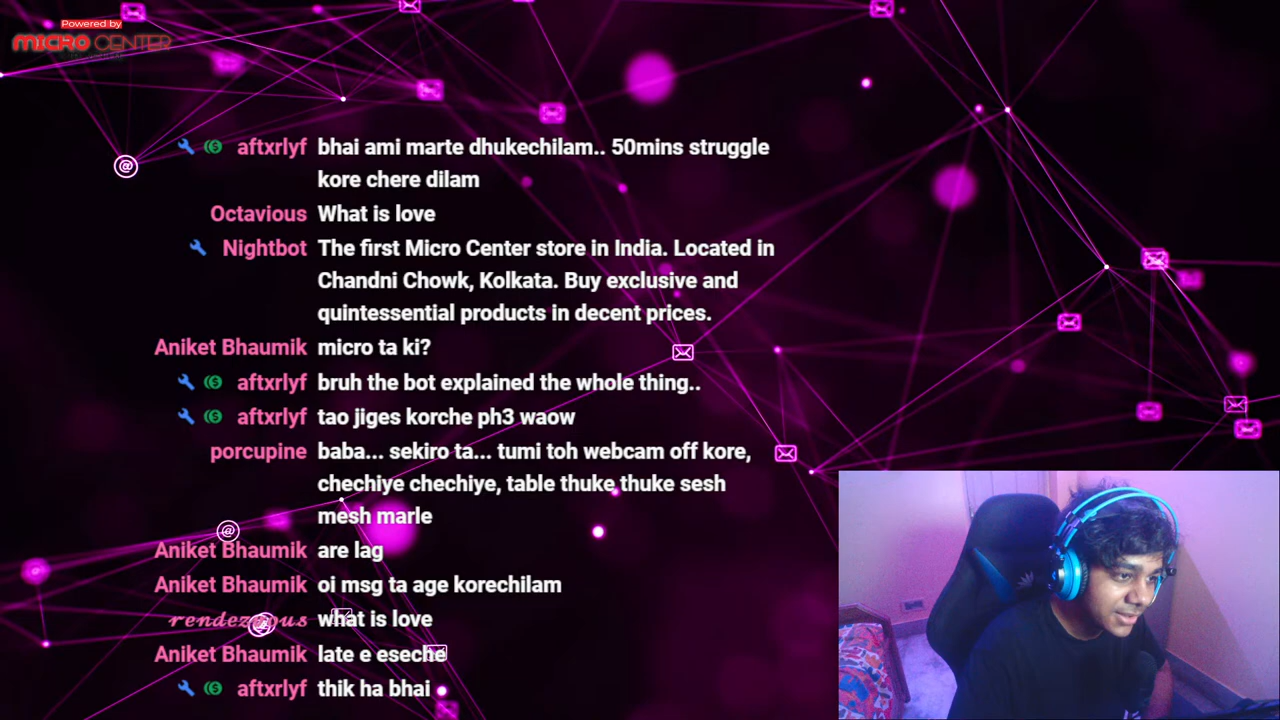 Powered by
MICRO CENTER
aftxrlyf bhai ami marte dhukechilam.. 50mins struggle
kore chere dilam
Octavious What is love
Nightbot The first Micro Center store in India. Located in
Chandni Chowk, Kolkata. Buy exclusive and
quintessential products in decent prices.
Aniket Bhaumik micro ta ki?
aftxrlyf bruh the bot explained the whole thing..
aftxrlyf tao jiges korche ph3 waow
porcupine baba... sekiro ta... tumi toh webcam off kore,
chechiye chechiye, table thuke thuke sesh
mesh marle
Aniket Bhaumik are lag
Aniket Bhaumik oi msg ta age korechilam
what is love
Aniket Bhaumik late e eseche
aftxrlyf thik ha bhai